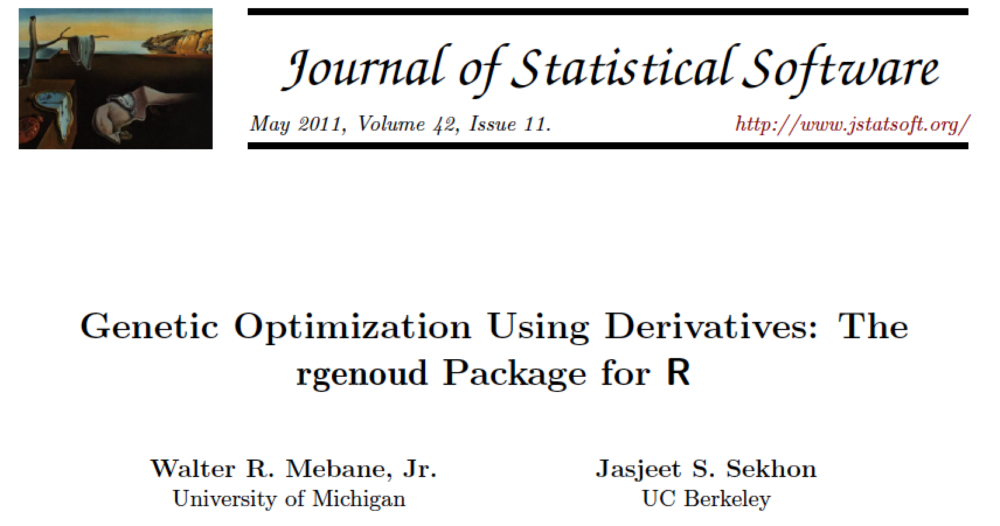 Journal of Statistical Software
May 2011, Volume 42, Issue 11.
http://www.jstatsoft.org/
Genetic Optimization Using Derivatives: The
rgenoud Package for R
Walter R. Mebane, Jr.
University of Michigan
Jasjeet S. Sekhon
UC Berkeley